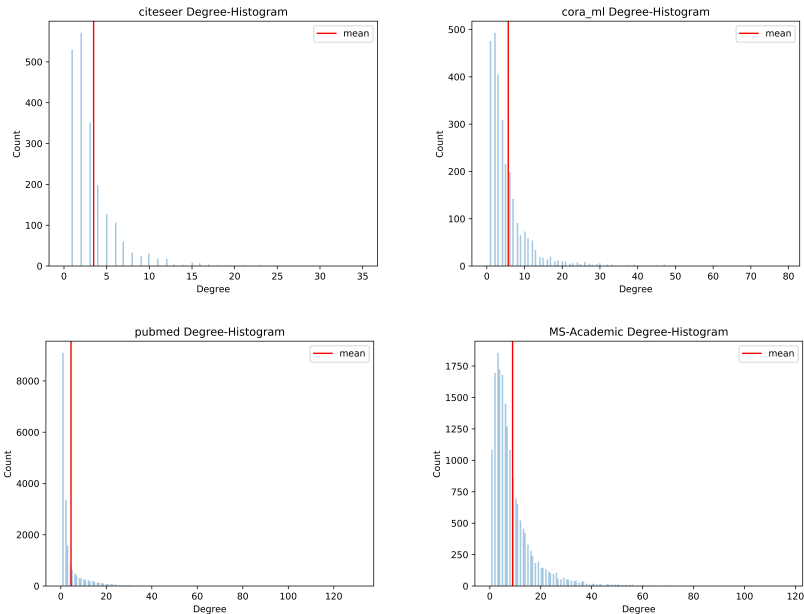 citeseer Degree-Histogram
mean
Count
500
400
300
200
100
0
0 5 10 15 20 25 30 35
Degree
cora_ml Degree-Histogram
mean
Count
500
400
300
200
100
0
0 10 20 30 40 50 60 70 80
Degree
pubmed Degree-Histogram
mean
Count
8000
6000
4000
2000
0
0 20 40 60 80 100 120
Degree
MS-Academic Degree-Histogram
mean
Count
1750
1500
1250
1000
750
500
250
0
0 20 40 60 80 100 120
Degree